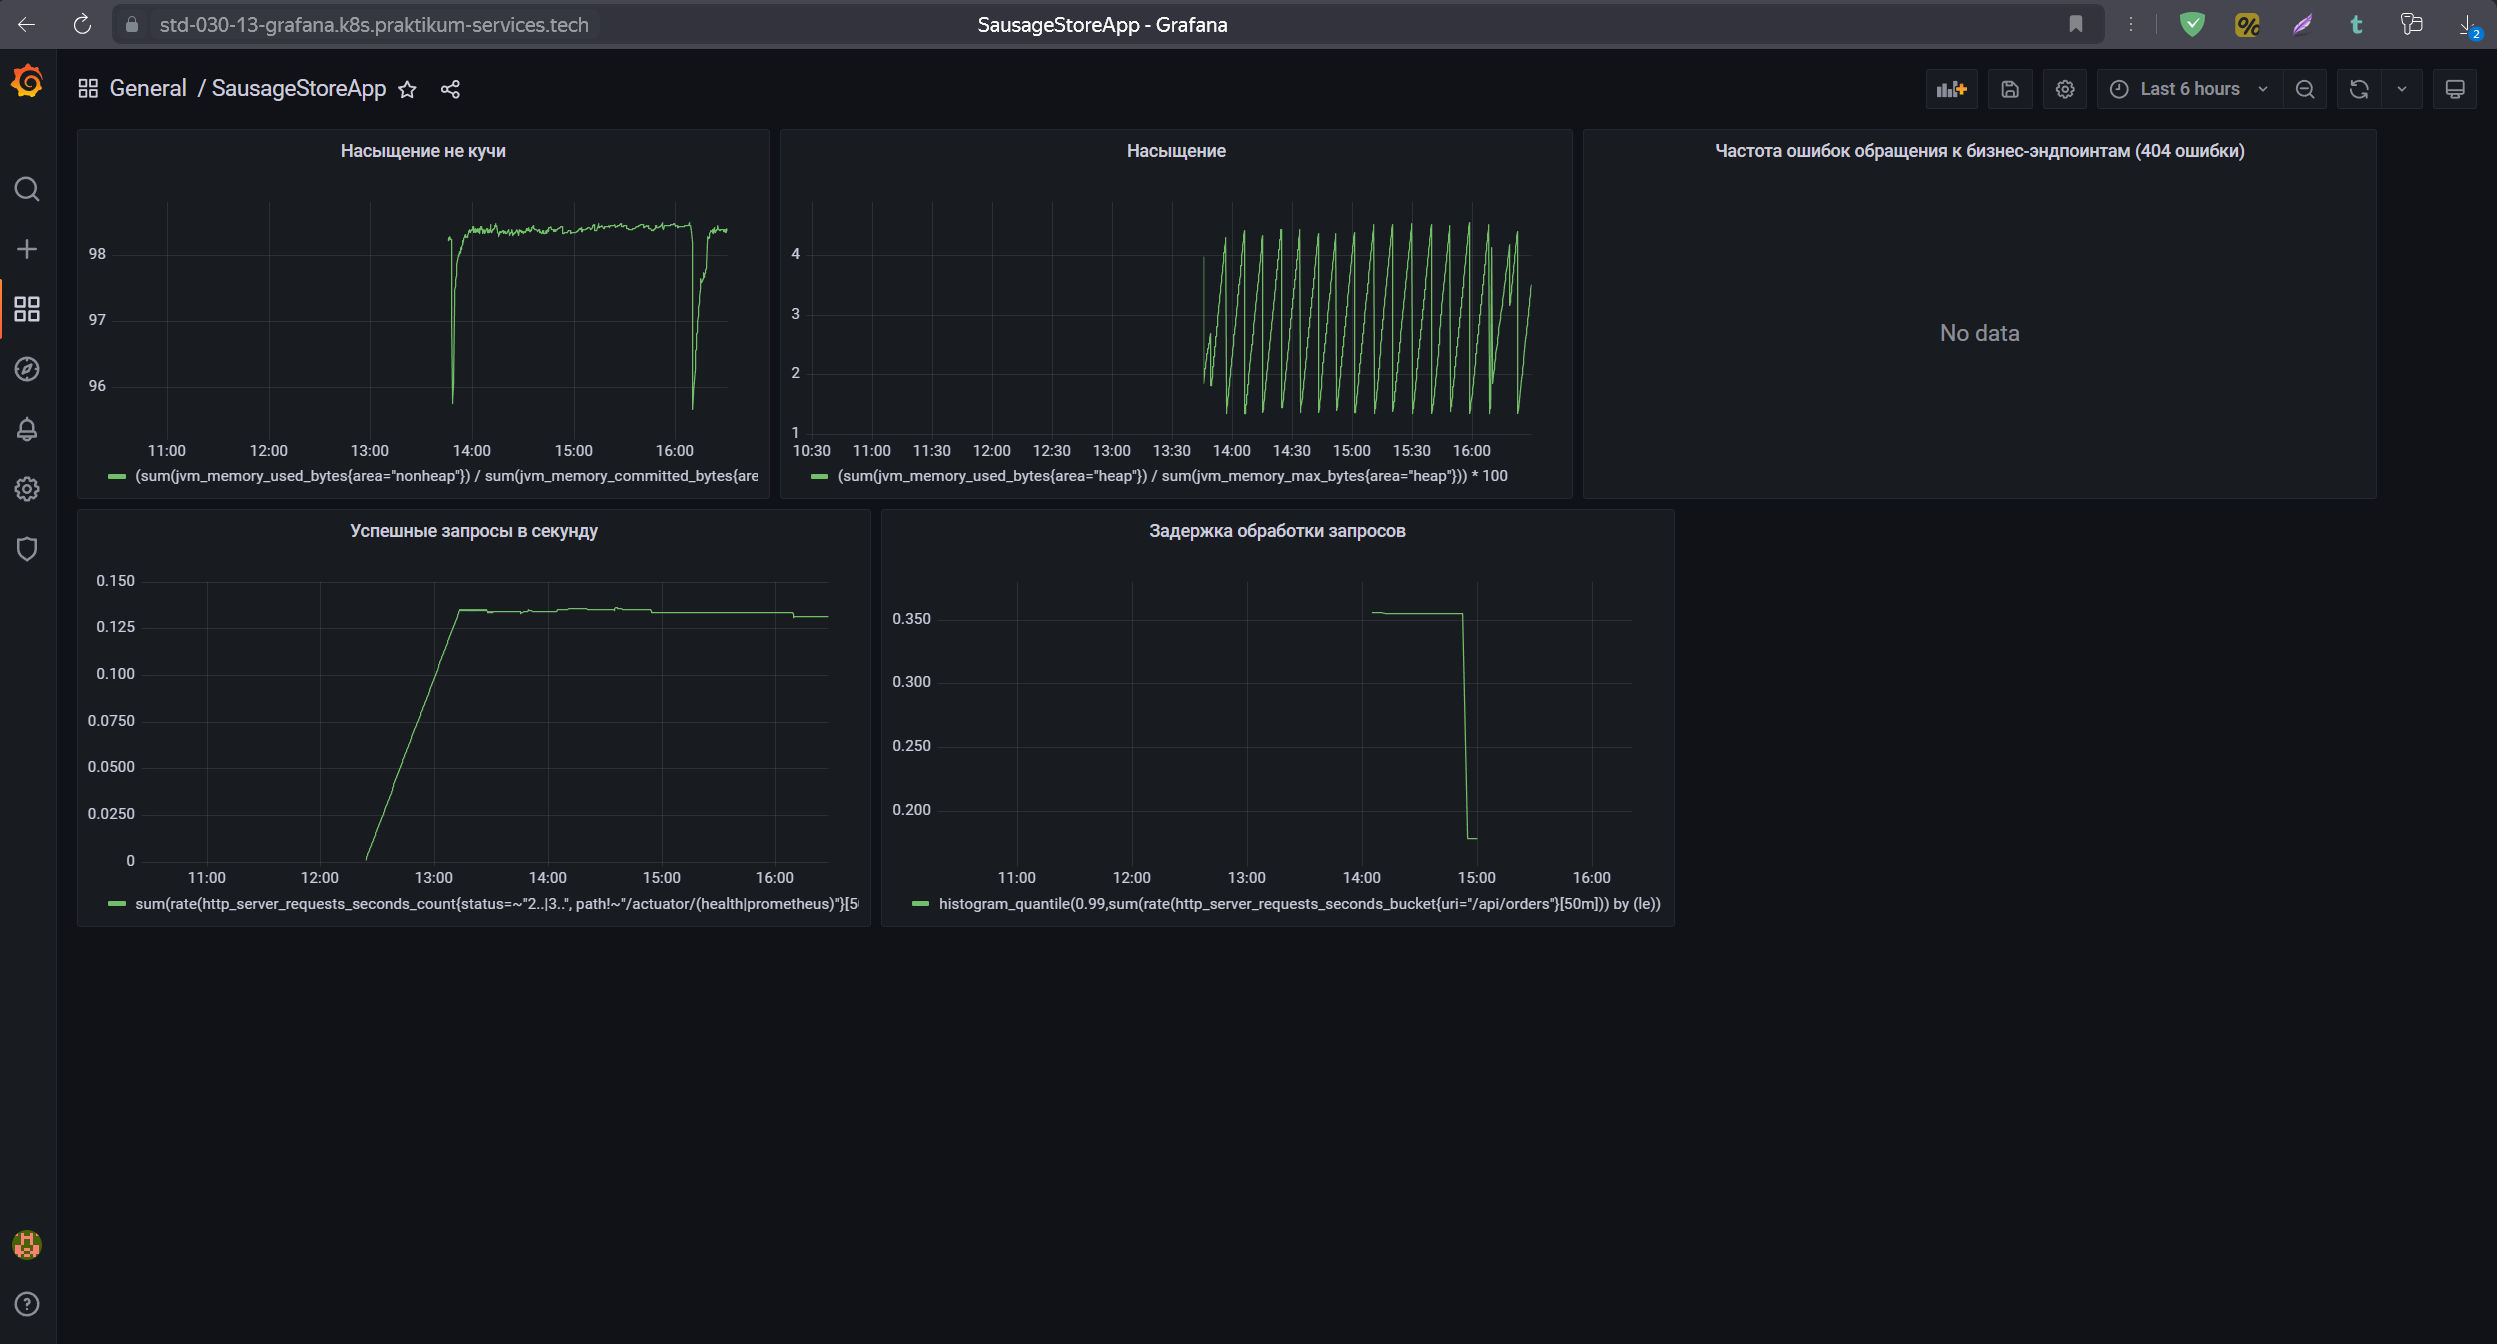 std-030-13-grafana.k8s.praktikum-services.tech
SausageStoreApp - Grafana
2
General / SausageStoreApp
Last 6 hours
Насыщение не кучи
98
97
96
11:00 12:00 13:00 14:00 15:00 16:00
(sum(jvm_memory_used_bytes{area="nonheap"}) / sum(jvm_memory_committed_bytes{are
Насыщение
4
3
2
1
10:30 11:00 11:30 12:00 12:30 13:00 13:30 14:00 14:30 15:00 15:30 16:00
(sum(jvm_memory_used_bytes{area="heap"}) / sum(jvm_memory_max_bytes{area="heap"})) * 100
Частота ошибок обращения к бизнес-эндпоинтам (404 ошибки)
No data
Успешные запросы в секунду
0.150
0.125
0.100
0.0750
0.0500
0.0250
0
11:00 12:00 13:00 14:00 15:00 16:00
sum(rate(http_server_requests_seconds_count{status=~"2..|3..", path!~"/actuator/(health|prometheus)"}[50
Задержка обработки запросов
0.350
0.300
0.250
0.200
11:00 12:00 13:00 14:00 15:00 16:00
histogram_quantile(0.99,sum(rate(http_server_requests_seconds_bucket{uri="/api/orders"}[50m])) by (le))